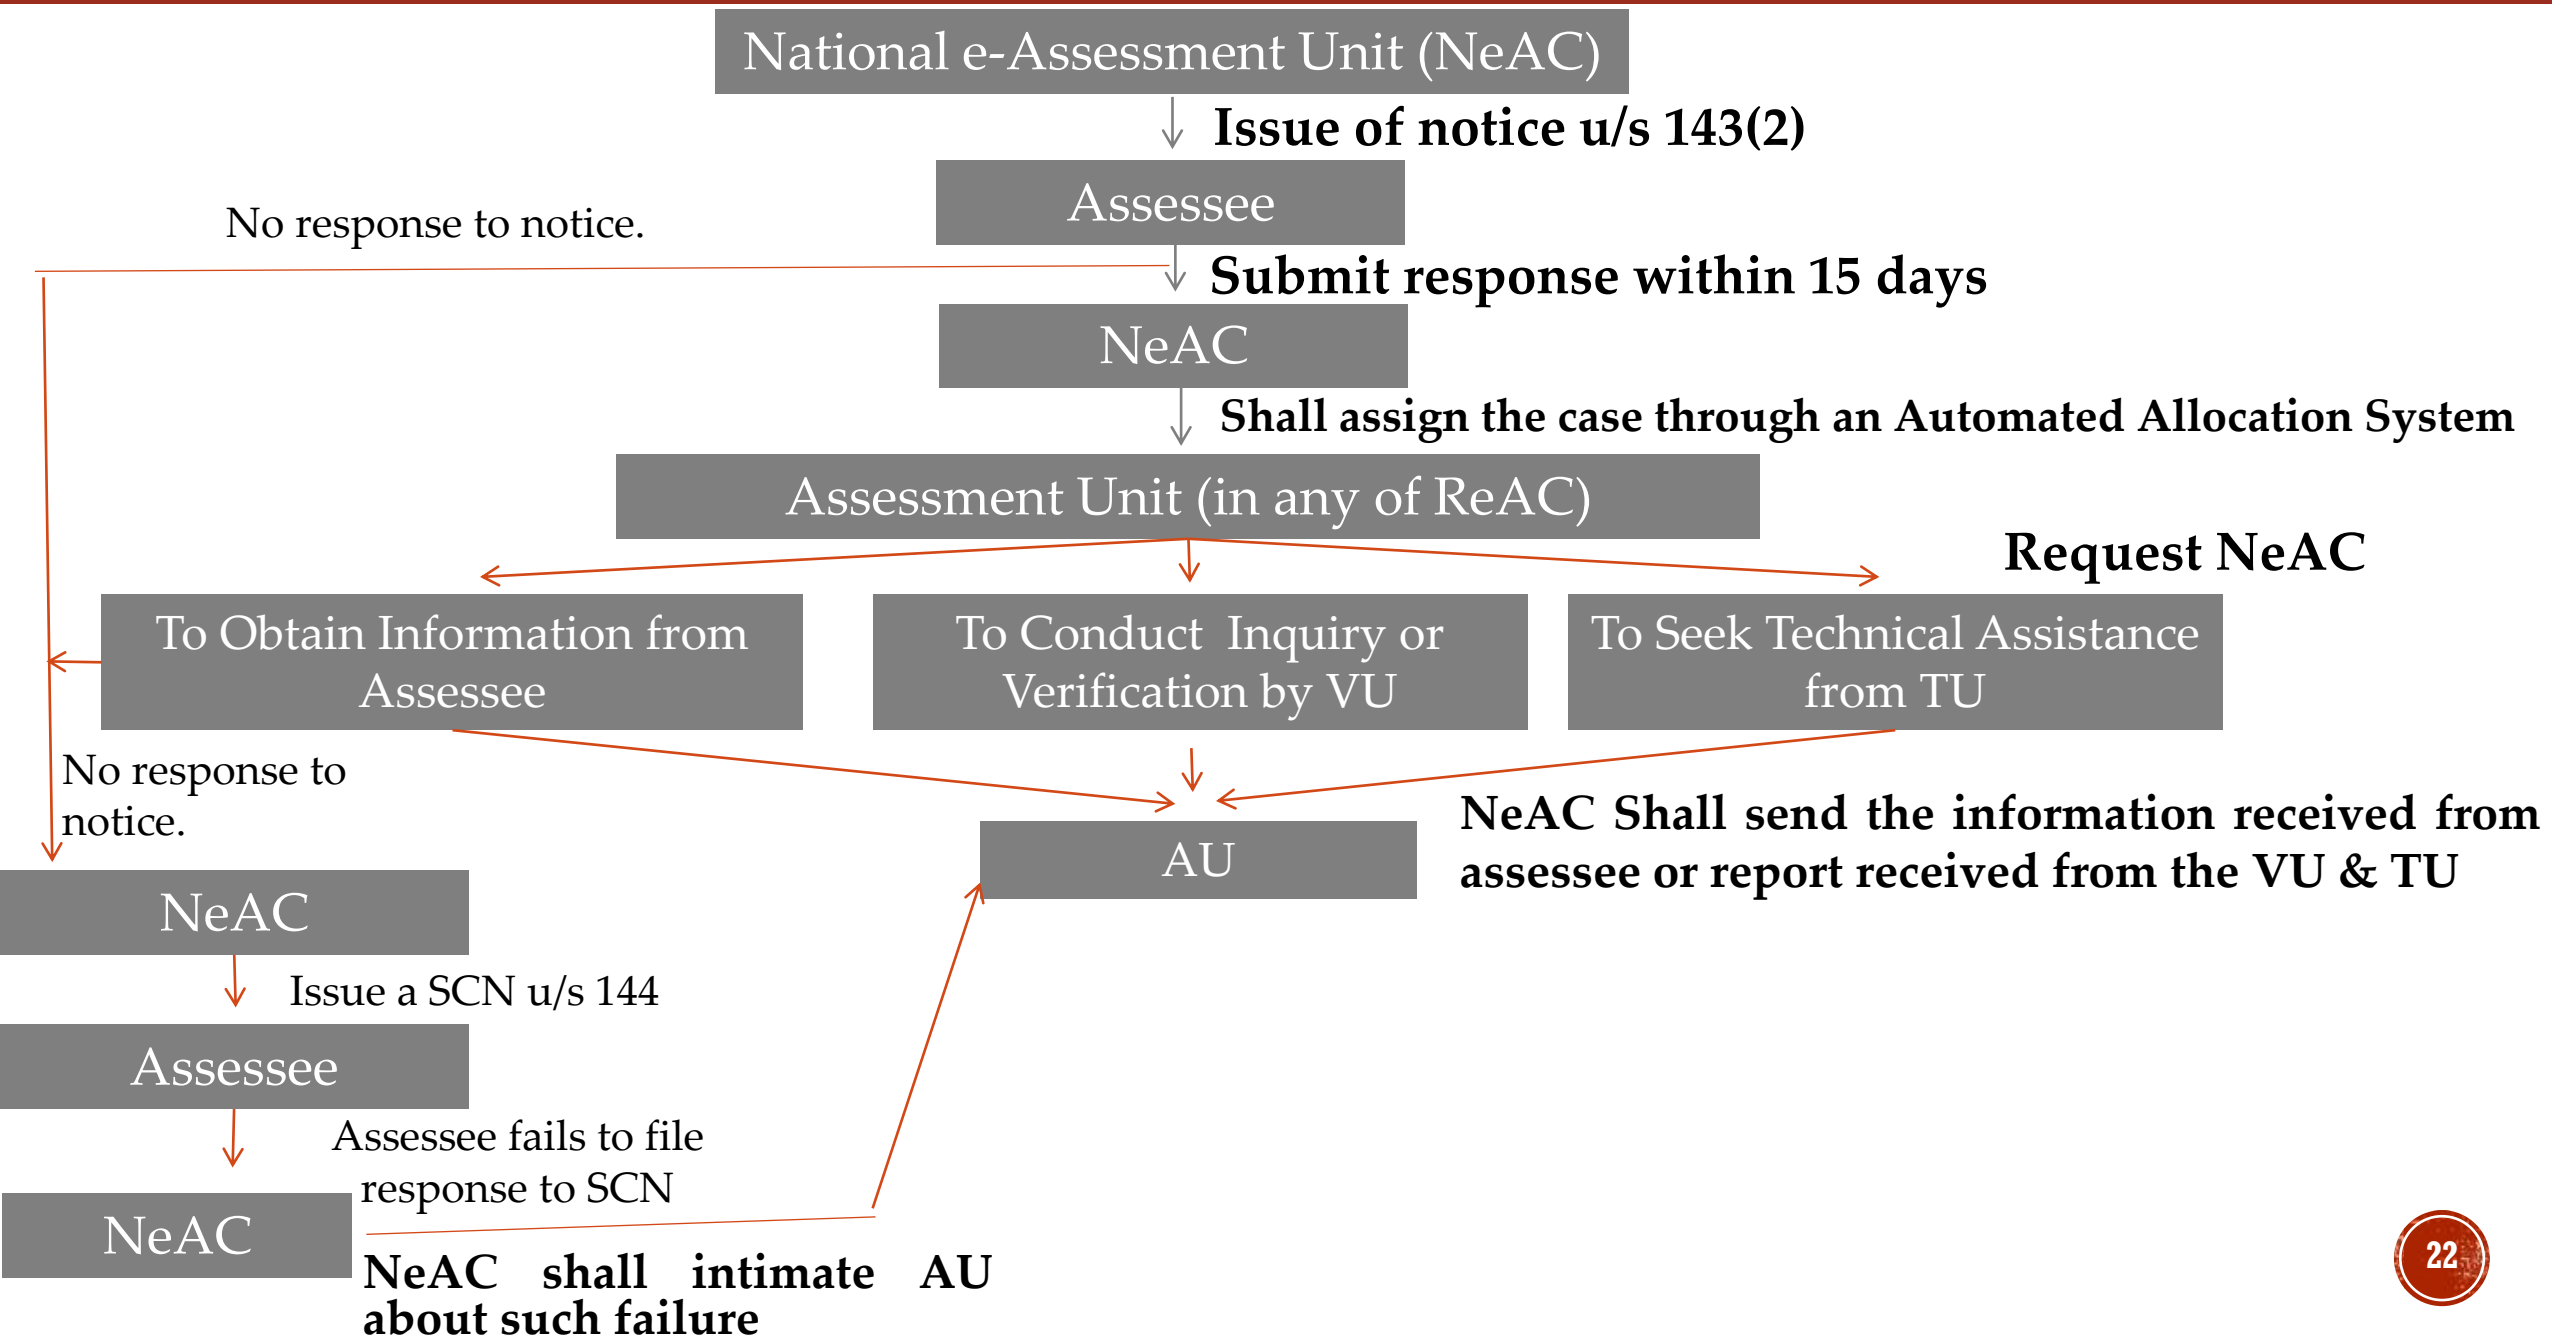 National e-Assessment Unit (NeAC)
Issue of notice u/s 143(2)
Assessee
No response to notice.
Submit response within 15 days
NeAC
Shall assign the case through an Automated Allocation System
Assessment Unit (in any of ReAC)
Request NeAC
To Obtain Information from
Assessee
To Conduct Inquiry or
Verification by VU
To Seek Technical Assistance
from TU
No response to
notice.
NeAC Shall send the information received from
assessee or report received from the VU & TU
AU
NeAC
Issue a SCN u/s 144
Assessee
Assessee fails to file
response to SCN
NeAC
NeAC shall intimate AU
about such failure
22